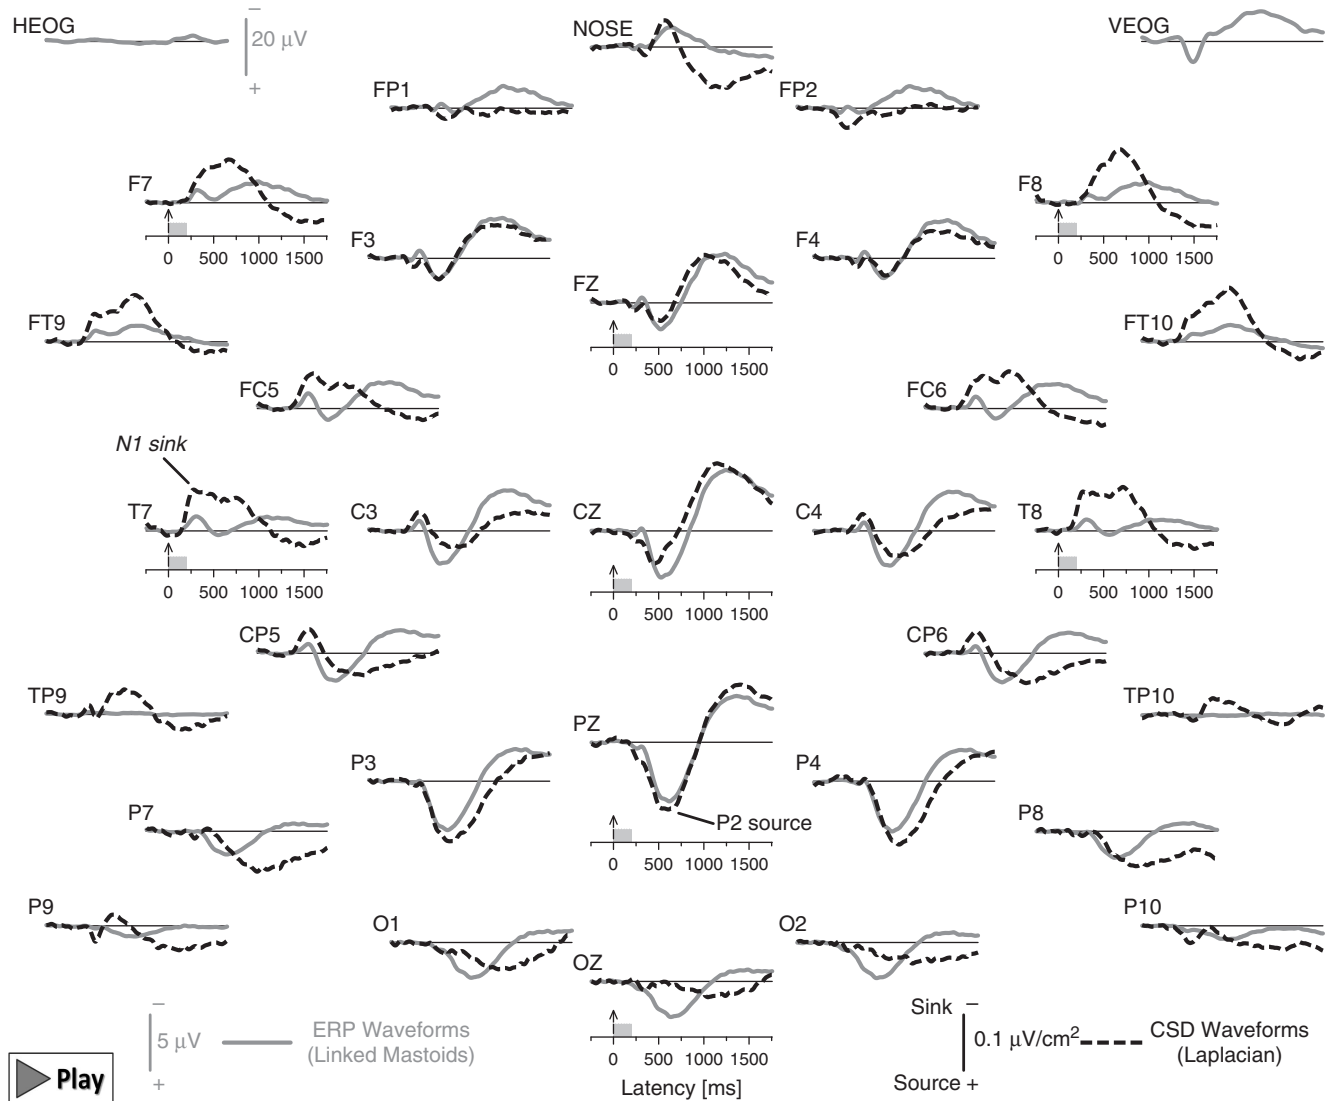 HEOG
−
20 μV
+
NOSE
VEOG
FP1
FP2
F7
0 500 1000 1500
F3
FZ
0 500 1000 1500
F4
F8
0 500 1000 1500
FT9
FT10
FC5
FC6
N1 sink
T7
0 500 1000 1500
C3
CZ
0 500 1000 1500
C4
T8
0 500 1000 1500
CP5
CP6
TP9
TP10
P3
PZ
P2 source
0 500 1000 1500
P4
P7
P8
P9
O1
OZ
0 500 1000 1500
Latency [ms]
O2
P10
−
5 μV
+
ERP Waveforms
(Linked Mastoids)
Sink −
0.1 μV/cm²
Source +
CSD Waveforms
(Laplacian)
Play